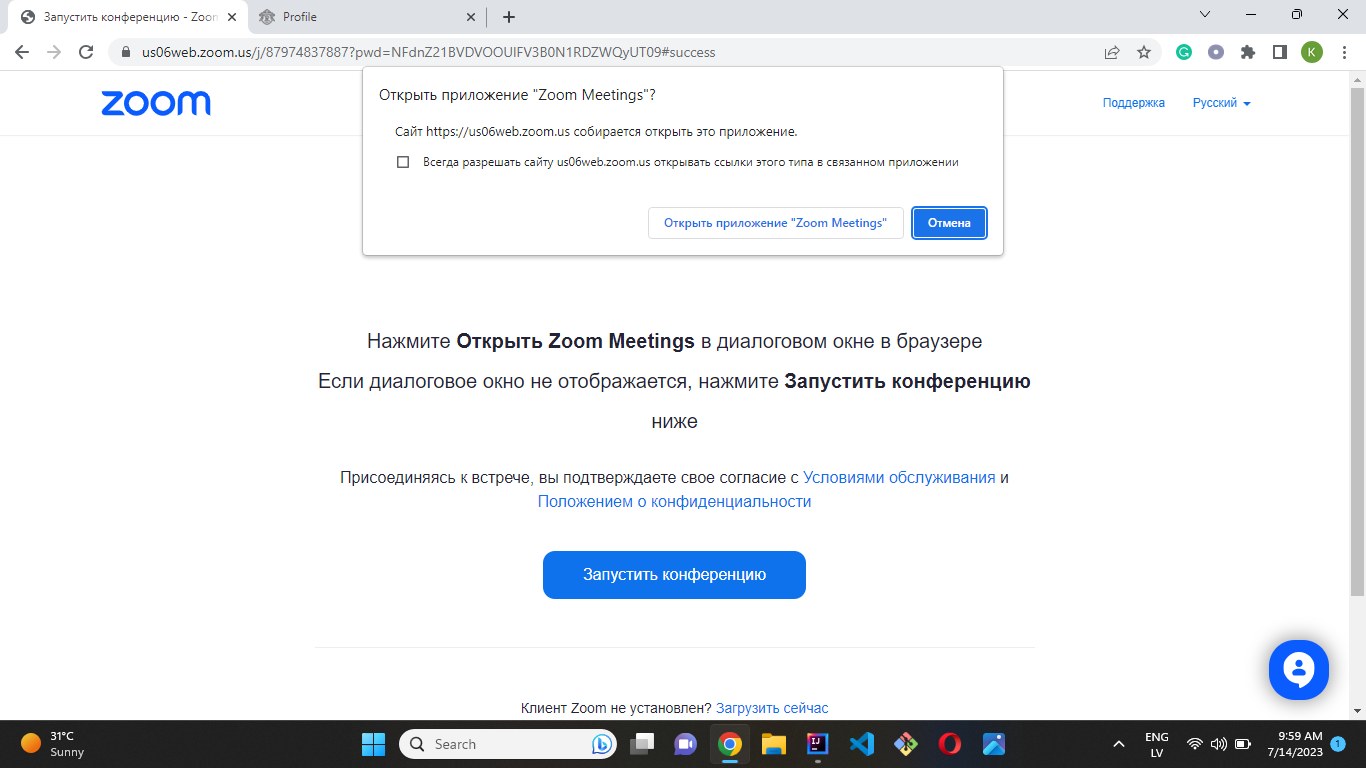 Запустить конференцию - Zoom
Profile
us06web.zoom.us/j/87974837887?pwd=NFdnZ21BVDVOOUIFV3B0N1RDZWQyUT09#success
K
zoom
Поддержка
Русский
Открыть приложение "Zoom Meetings"?
Сайт https://us06web.zoom.us собирается открыть это приложение.
Всегда разрешать сайту us06web.zoom.us открывать ссылки этого типа в связанном приложении
Открыть приложение "Zoom Meetings"
Отмена
Нажмите Открыть Zoom Meetings в диалоговом окне в браузере
Если диалоговое окно не отображается, нажмите Запустить конференцию
ниже
Присоединяясь к встрече, вы подтверждаете свое согласие с Условиями обслуживания и
Положением о конфиденциальности
Запустить конференцию
Клиент Zoom не установлен? Загрузить сейчас
31°C
Sunny
Search
IJ
ENG
LV
9:59 AM
7/14/2023
1